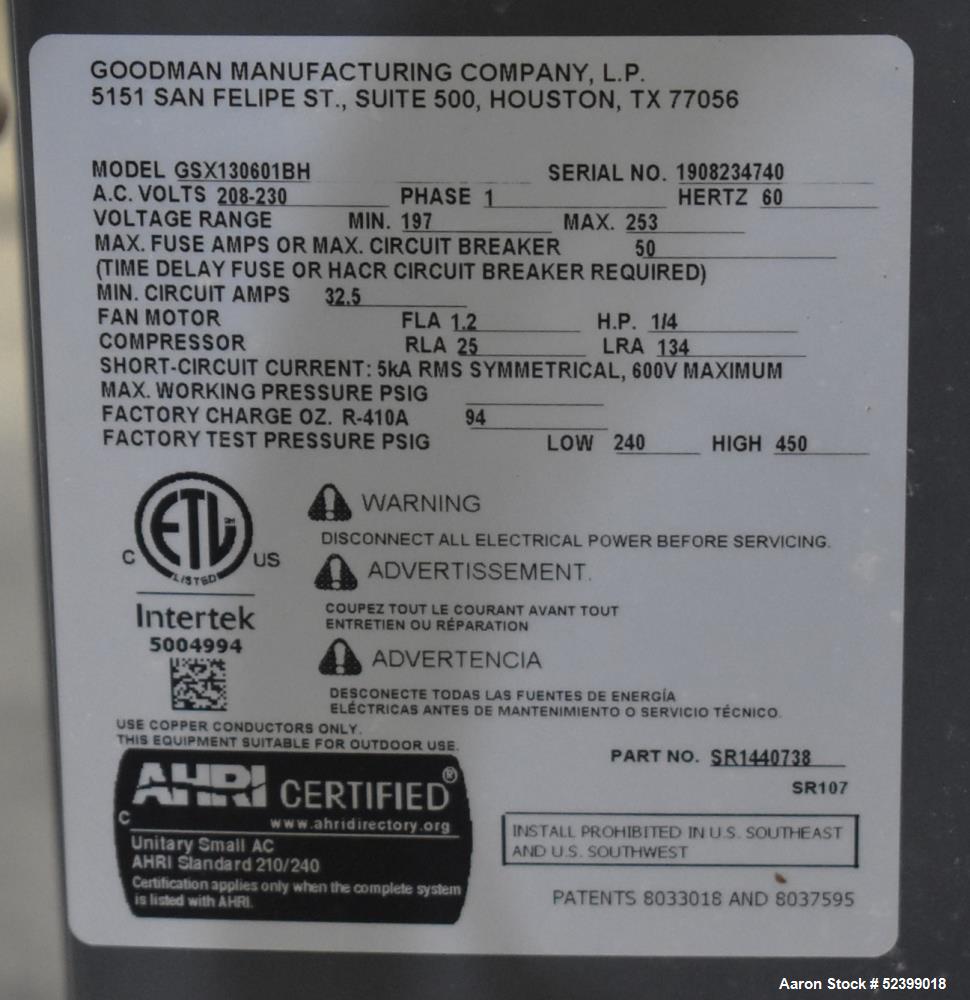 GOODMAN MANUFACTURING COMPANY, L.P.
5151 SAN FELIPE ST., SUITE 500, HOUSTON, TX 77056
MODEL GSX130601BH SERIAL NO. 1908234740
A.C. VOLTS 208-230 PHASE 1 HERTZ 60
VOLTAGE RANGE MIN. 197 MAX. 253
MAX. FUSE AMPS OR MAX. CIRCUIT BREAKER 50
(TIME DELAY FUSE OR HACR CIRCUIT BREAKER REQUIRED)
MIN. CIRCUIT AMPS 32.5
FAN MOTOR FLA 1.2 H.P. 1/4
COMPRESSOR RLA 25 LRA 134
SHORT-CIRCUIT CURRENT: 5kA RMS SYMMETRICAL, 600V MAXIMUM
MAX. WORKING PRESSURE PSIG
FACTORY CHARGE OZ. R-410A 94
FACTORY TEST PRESSURE PSIG LOW 240 HIGH 450
ETL
LISTED
C US
Intertek
5004994
WARNING
DISCONNECT ALL ELECTRICAL POWER BEFORE SERVICING.
ADVERTISSEMENT.
COUPEZ TOUT LE COURANT AVANT TOUT
ENTRETIEN OU RÉPARATION
ADVERTENCIA
DESCONECTE TODAS LAS FUENTES DE ENERGÍA
ELÉCTRICAS ANTES DE MANTENIMIENTO O SERVICIO TÉCNICO.
USE COPPER CONDUCTORS ONLY.
THIS EQUIPMENT SUITABLE FOR OUTDOOR USE.
AHRI CERTIFIED®
C
www.ahridirectory.org
Unitary Small AC
AHRI Standard 210/240
Certification applies only when the complete system
is listed with AHRI.
PART NO. SR1440738
SR107
INSTALL PROHIBITED IN U.S. SOUTHEAST
AND U.S. SOUTHWEST
PATENTS 8033018 AND 8037595
Aaron Stock # 52399018